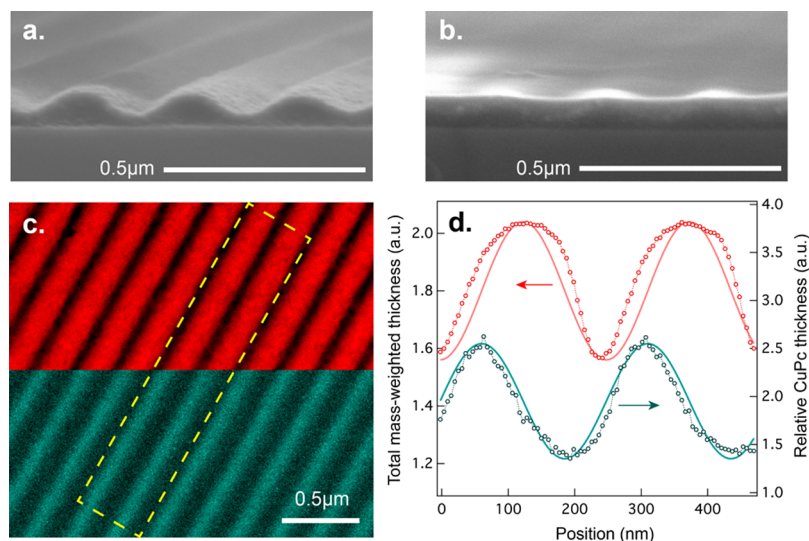 a.
0.5µm
b.
0.5µm
c.
0.5µm
d.
Total mass-weighted thickness (a.u.)
2.0
1.8
1.6
1.4
1.2
4.0
3.5
3.0
2.5
2.0
1.5
1.0
Relative CuPc thickness (a.u.)
0
100
200
300
400
Position (nm)